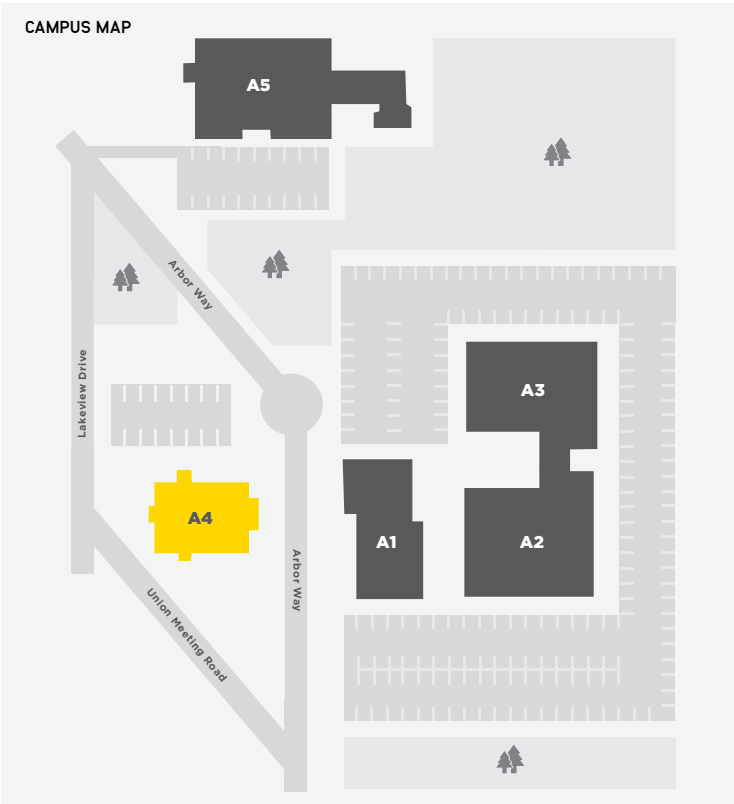 CAMPUS MAP
A5
Arbor Way
Lakeview Drive
A3
A4
A1
A2
Arbor Way
Union Meeting Road